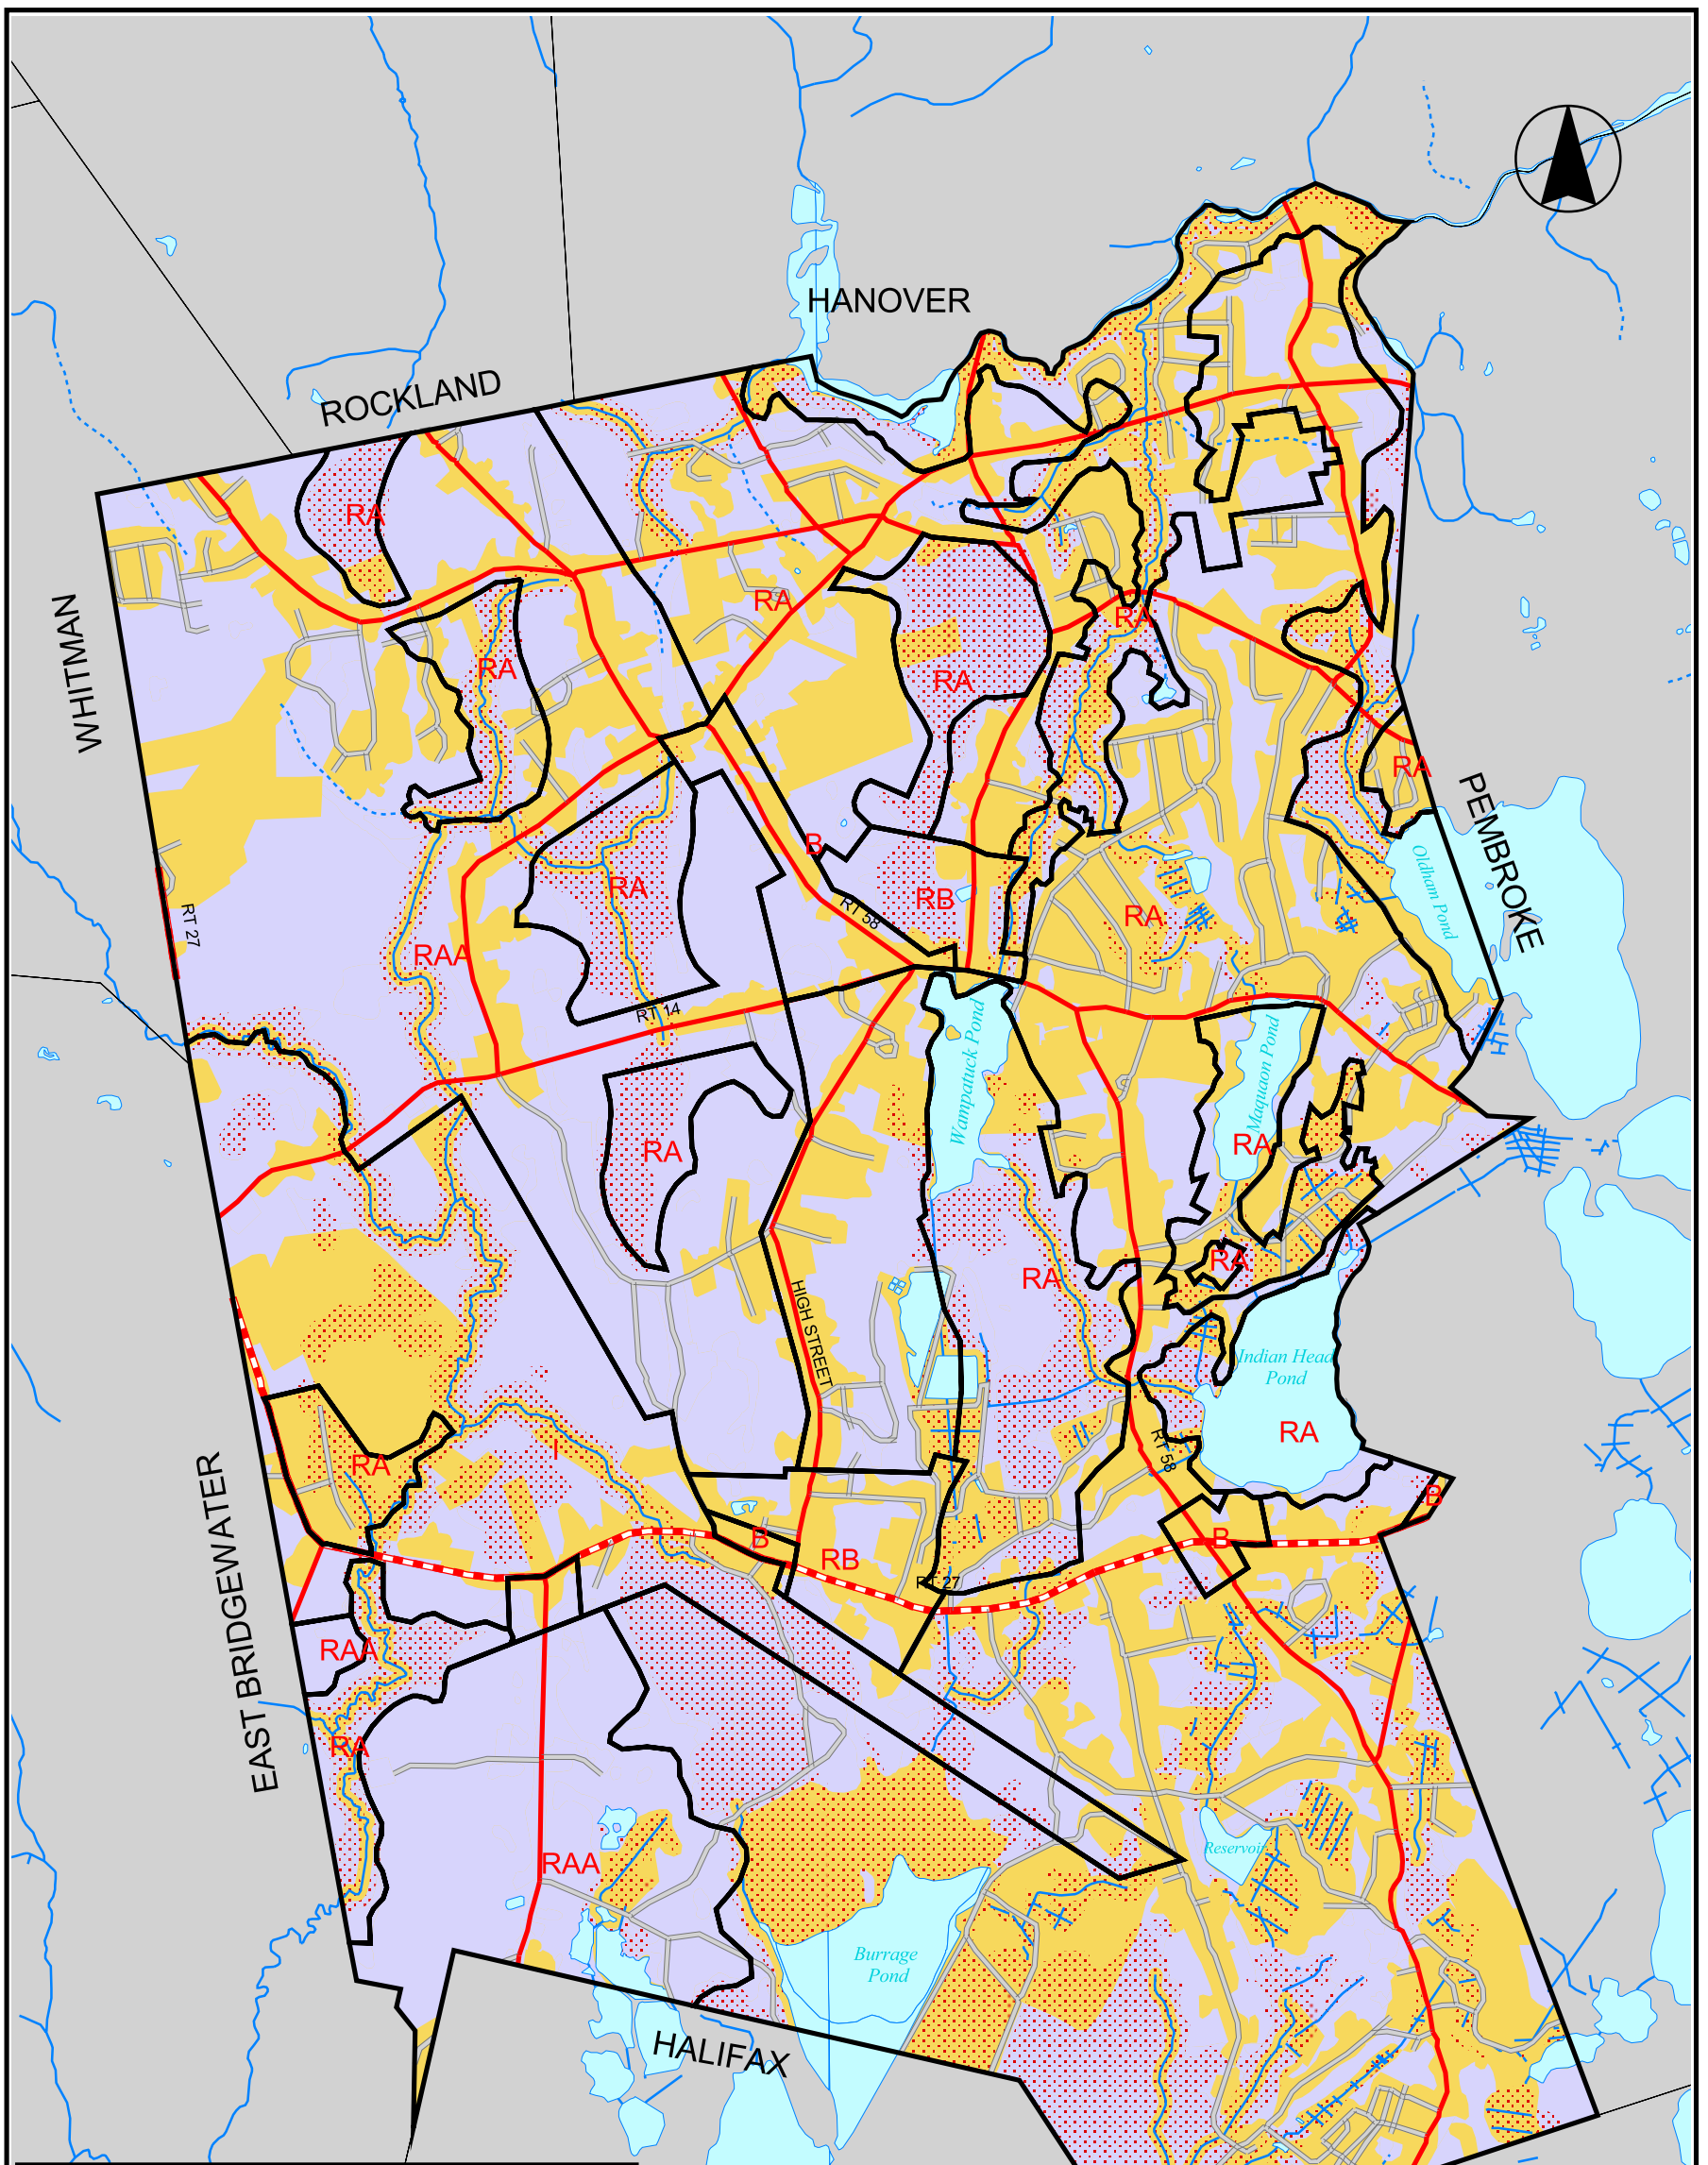 HANOVER
ROCKLAND
RA
WHITMAN
RA
RA
RA
RA
RA
PEMBROKE
RA
B
Oldham Pond
RA
RB
RT 58
RA
RT 27
RAA
RT 14
Wampatuck Pond
Maquaon Pond
RA
RA
RA
RA
HIGH STREET
Indian Head
Pond
RA
RT 58
EAST BRIDGEWATER
RA
I
B
B
B
RB
RT 27
RAA
RA
Reservoir
RAA
Burrage
Pond
HALIFAX